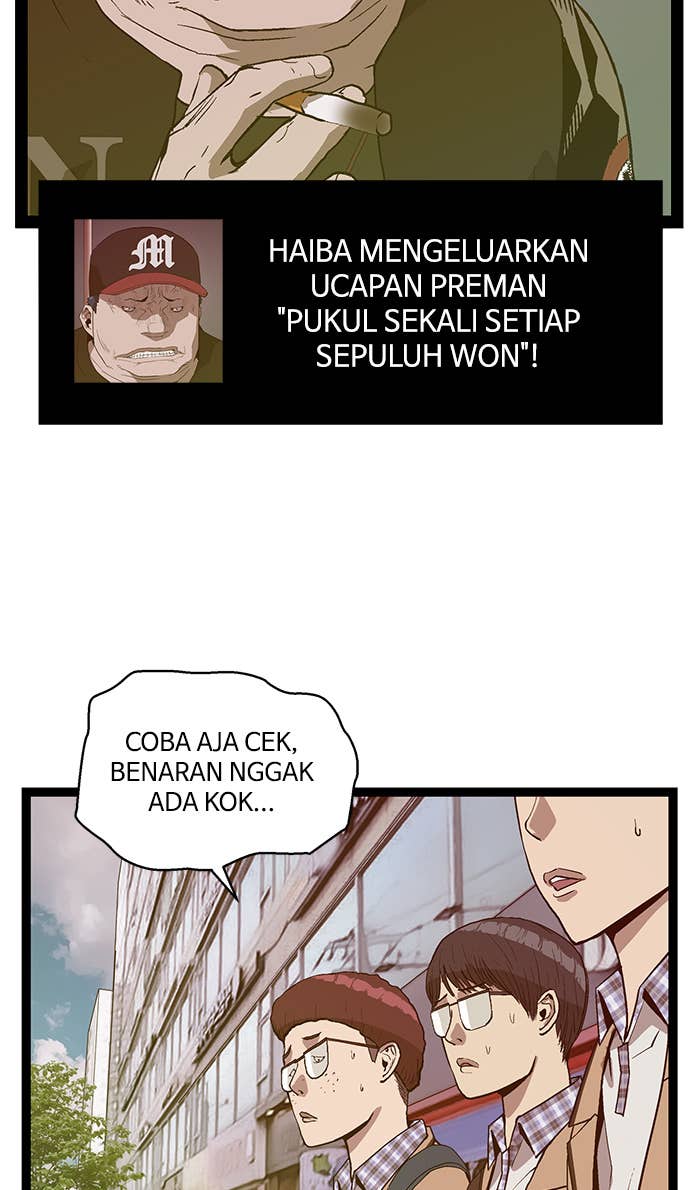 N
M
HAIBA MENGELUARKAN
UCAPAN PREMAN
"PUKUL SEKALI SETIAP
SEPULUH WON"!
COBA AJA CEK,
BENARAN NGGAK
ADA KOK...